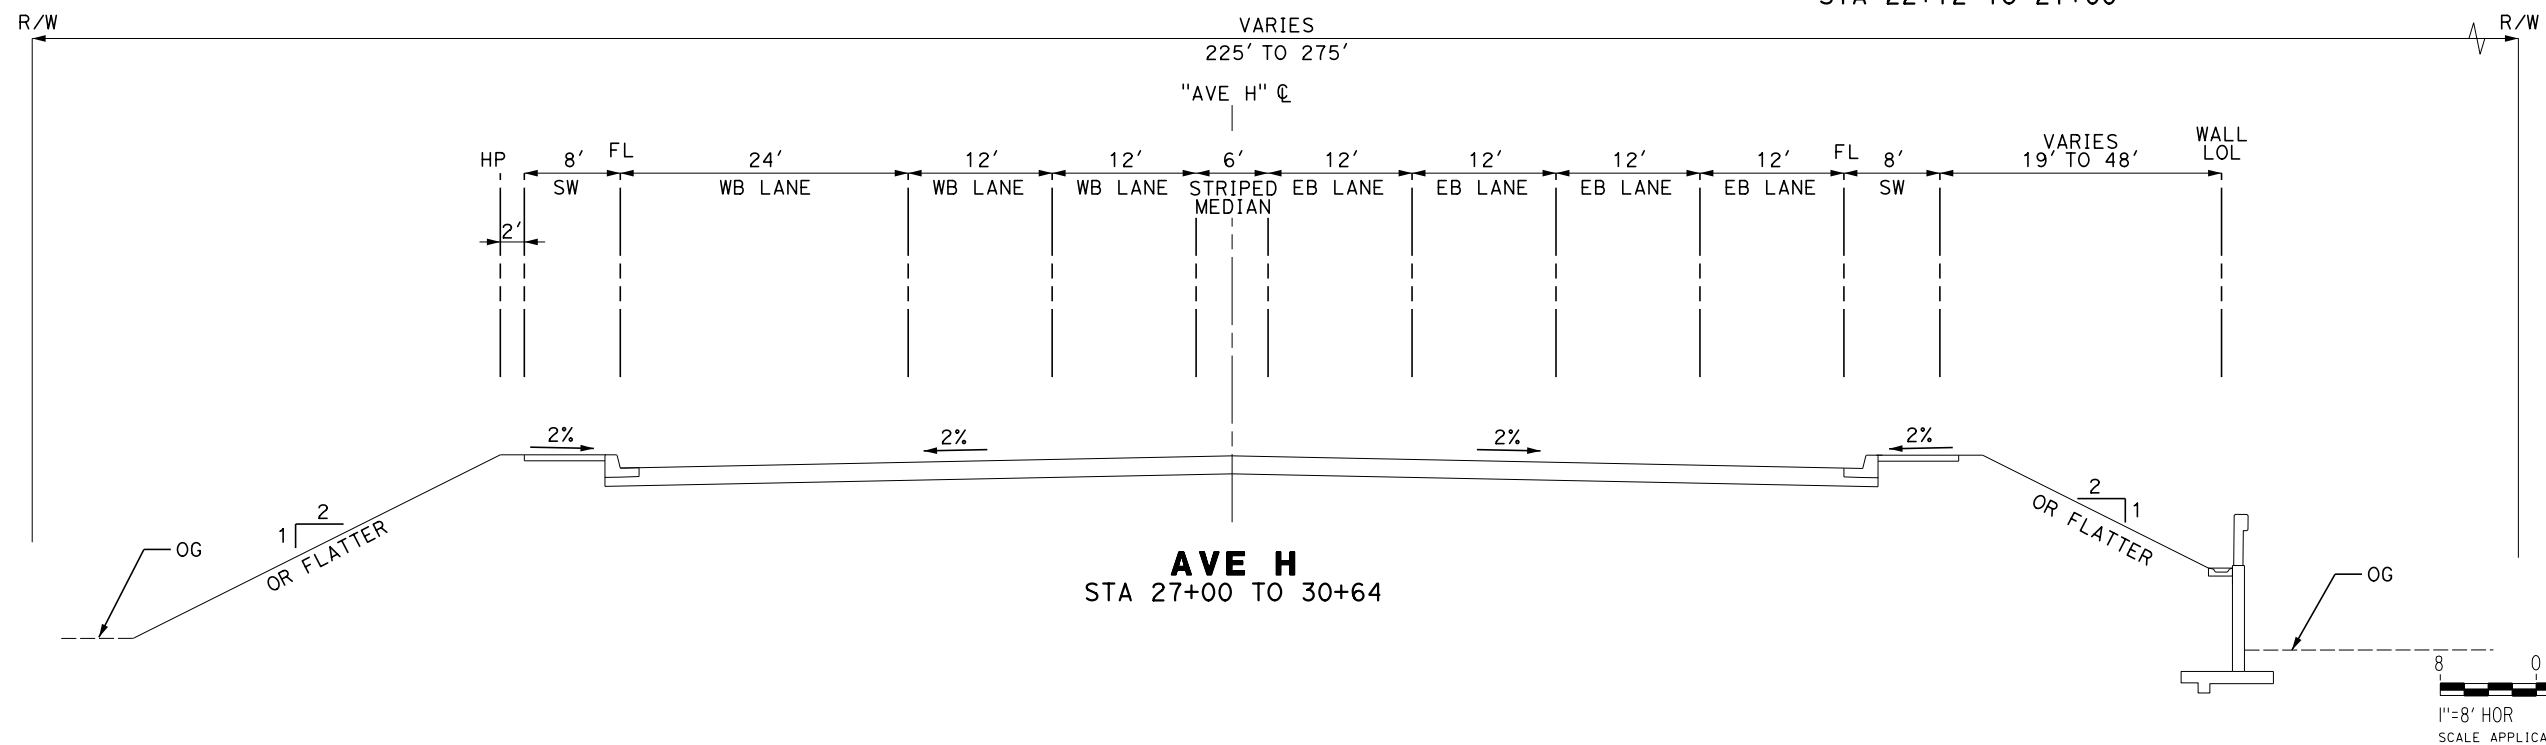 R/W
VARIES
R/W
225' TO 275'
"AVE H" ℄
HP
8'
FL
24'
12'
12'
6'
12'
12'
12'
12'
FL
8'
VARIES
19' TO 48'
WALL
LOL
SW
WB LANE
WB LANE
WB LANE
STRIPED
MEDIAN
EB LANE
EB LANE
EB LANE
EB LANE
SW
2'
2%
2%
2%
2%
1
2
OR FLATTER
2
1
OR FLATTER
OG
OG
AVE H
STA 27+00 TO 30+64
8
0
1"=8' HOR